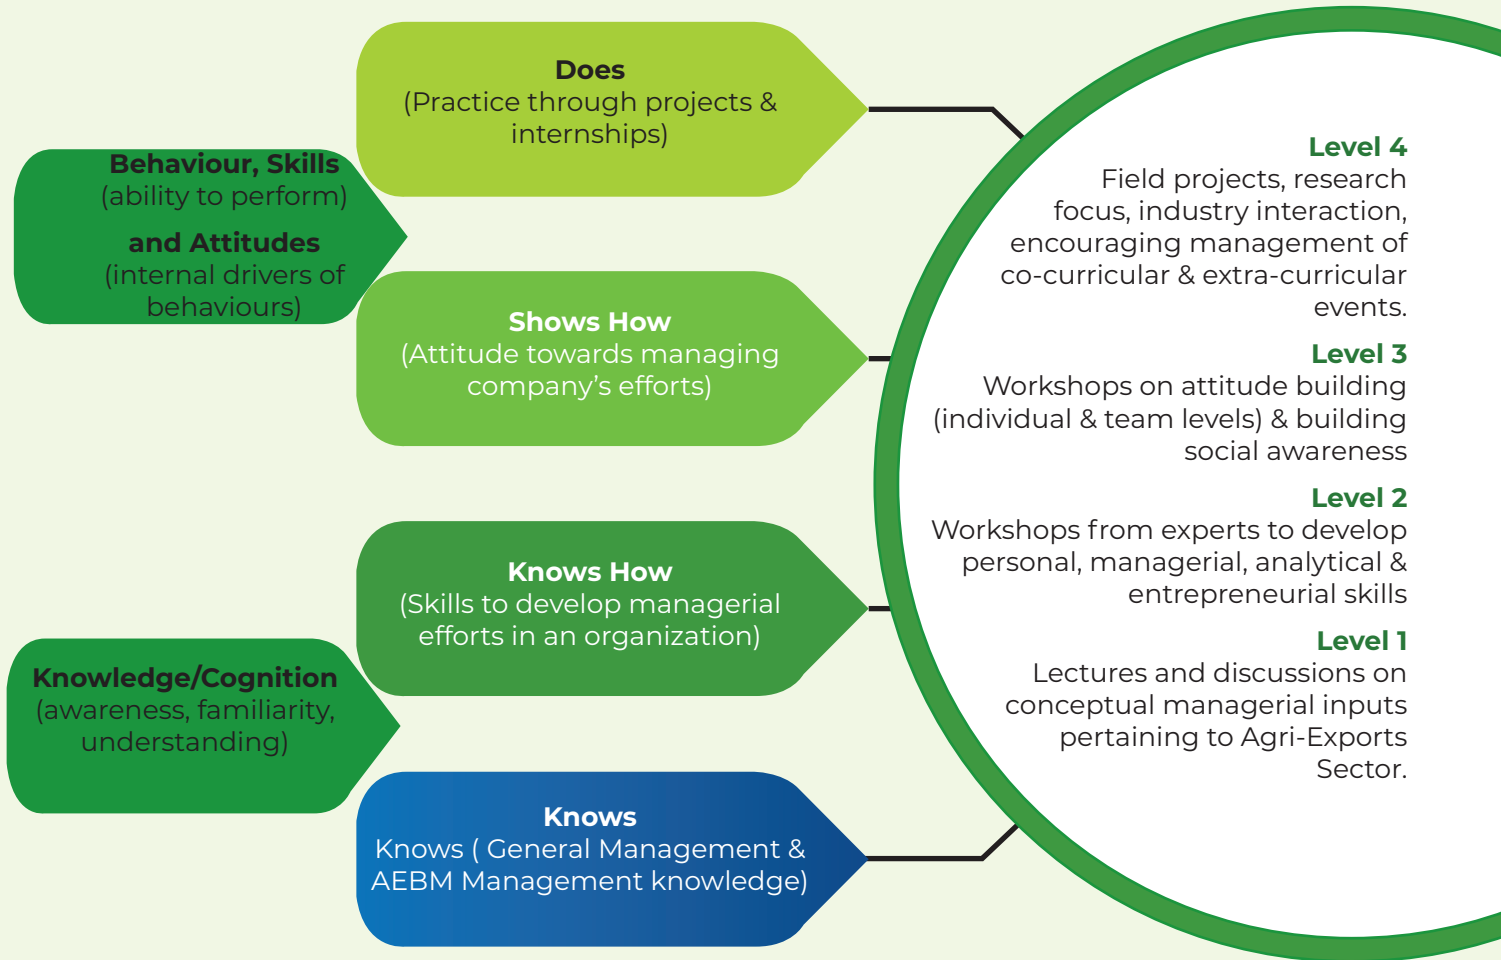 Behaviour, Skills
(ability to perform)
and Attitudes
(internal drivers of
behaviours)
Knowledge/Cognition
(awareness, familiarity,
understanding)
Does
(Practice through projects &
internships)
Shows How
(Attitude towards managing
company’s efforts)
Knows How
(Skills to develop managerial
efforts in an organization)
Knows
Knows ( General Management &
AEBM Management knowledge)
Level 4
Field projects, research
focus, industry interaction,
encouraging management of
co-curricular & extra-curricular
events.
Level 3
Workshops on attitude building
(individual & team levels) & building
social awareness
Level 2
Workshops from experts to develop
personal, managerial, analytical &
entrepreneurial skills
Level 1
Lectures and discussions on
conceptual managerial inputs
pertaining to Agri-Exports
Sector.